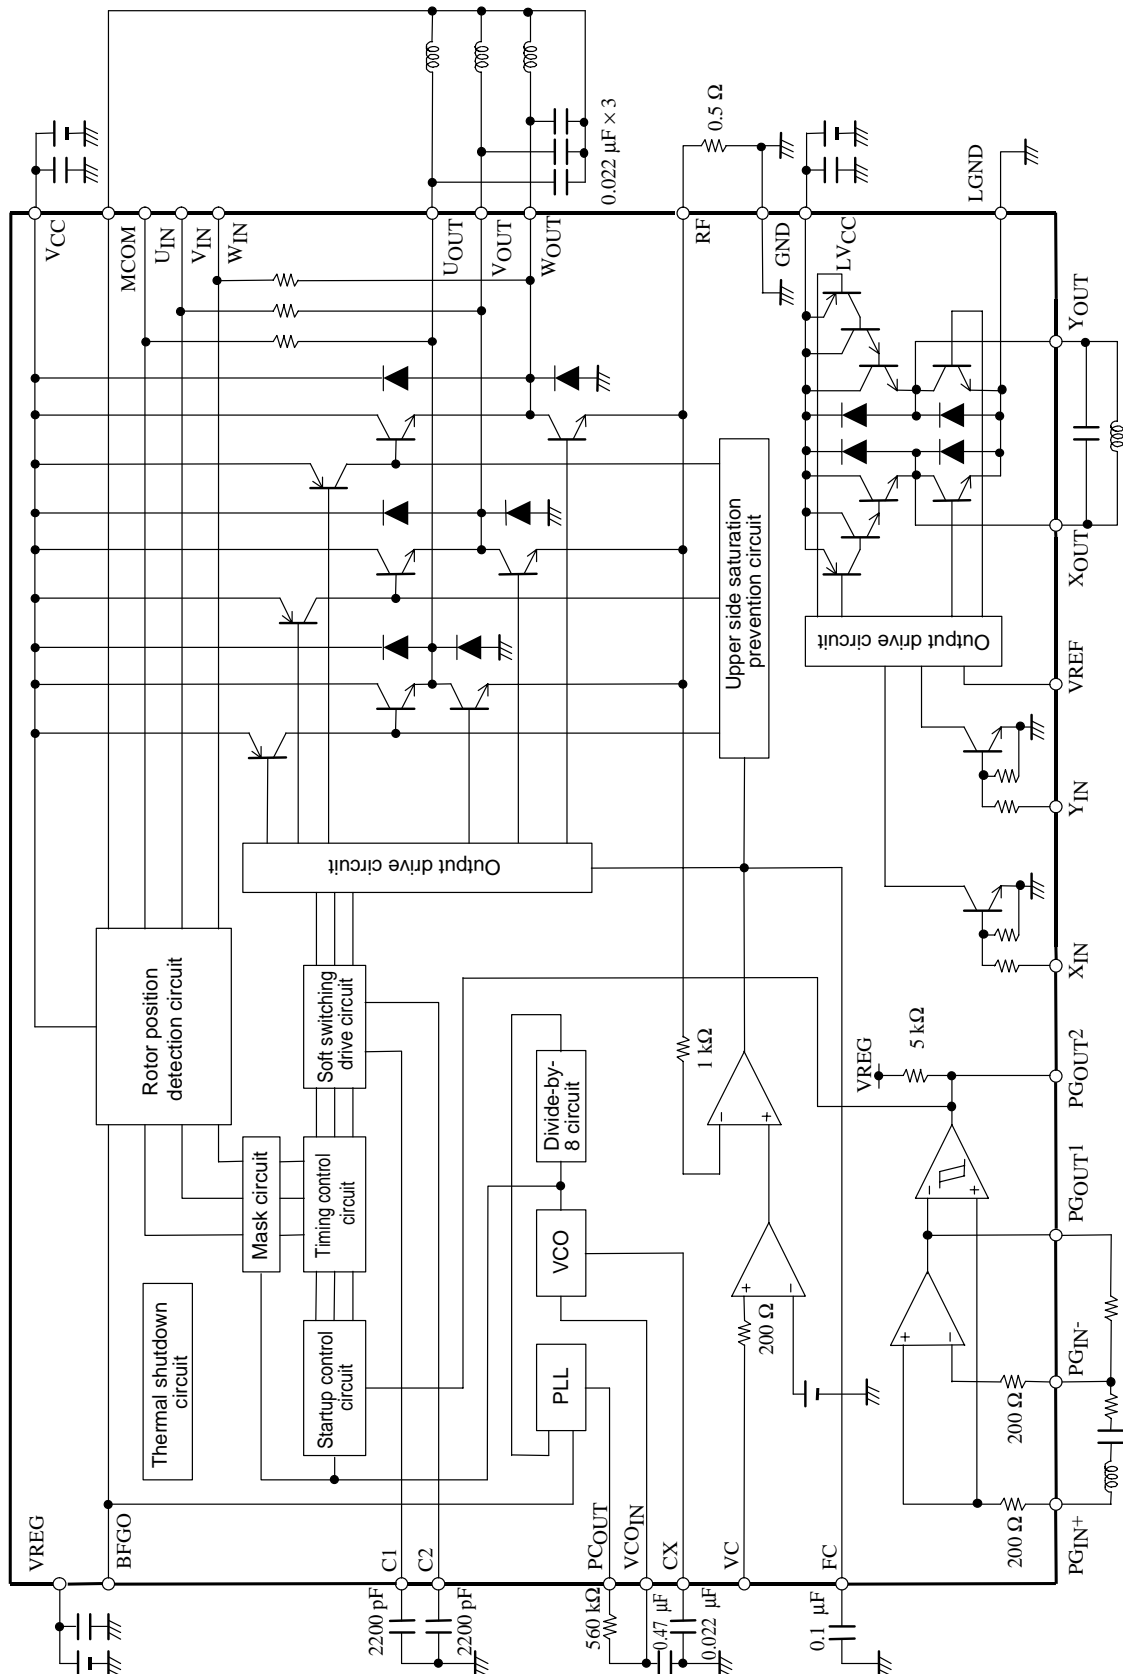 VCC
MCOM
UIN
VIN
WIN
UOUT
VOUT
WOUT
0.022 µF × 3
RF
0.5 Ω
GND
LVCC
LGND
YOUT
XOUT
VREF
YIN
XIN
PGOUT2
PGOUT1
PGIN-
PGIN+
Upper side saturation
prevention circuit
Output drive circuit
Output drive circuit
Rotor position
detection circuit
Soft switching
drive circuit
Mask circuit
Timing control
circuit
Divide-by-
8 circuit
VCO
PLL
Startup control
circuit
Thermal shutdown
circuit
1 kΩ
−
+
+
−
200 Ω
VREG
5 kΩ
−
+
+
−
200 Ω
200 Ω
VREG
BFGO
C1
C2
2200 pF
2200 pF
PCOUT
VCOIN
CX
560 kΩ
0.47 µF
0.022 µF
VC
FC
0.1 µF